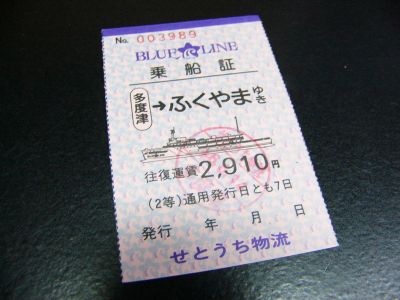 No. 003989
BLUE LINE
乗船証
多度津→ふくやまゆき
往復運賃2,910円
(2等)通用発行日とも7日
発行 年 月 日
せとうち物流